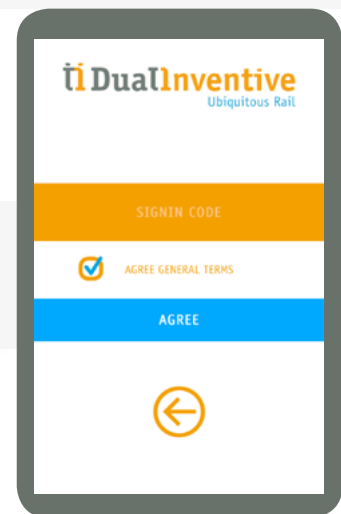 DualInventive
Ubiquitous Rail
SIGNIN CODE
AGREE GENERAL TERMS
AGREE